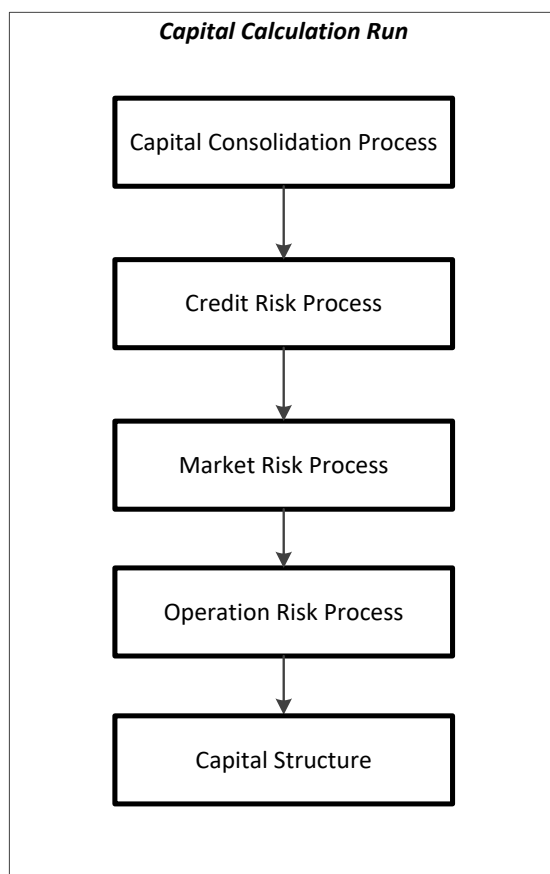 Capital Calculation Run
Capital Consolidation Process
Credit Risk Process
Market Risk Process
Operation Risk Process
Capital Structure